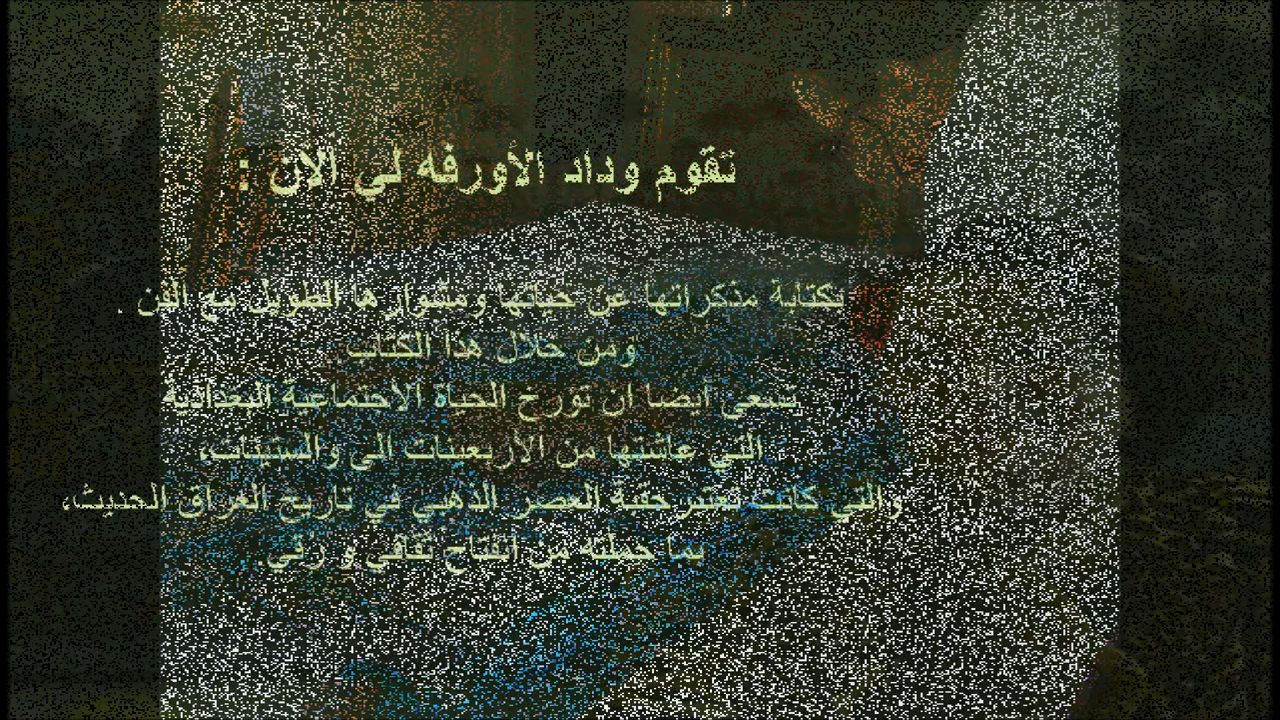 تقوم وداد الأورفه لي الان :
بكتابة مذكراتها عن حياتها ومشوارها الطويل مع الفن .
ومن خلال هذا الكتاب
تسعى أيضا ان تؤرخ الحياة الاجتماعية البغدادية
التي عاشتها من الأربعينات الى والستينات،
والتي كانت تعتبر حقبة العصر الذهبي في تاريخ العراق الحديث،
بما حملته من انفتاح ثقافي و رقي.